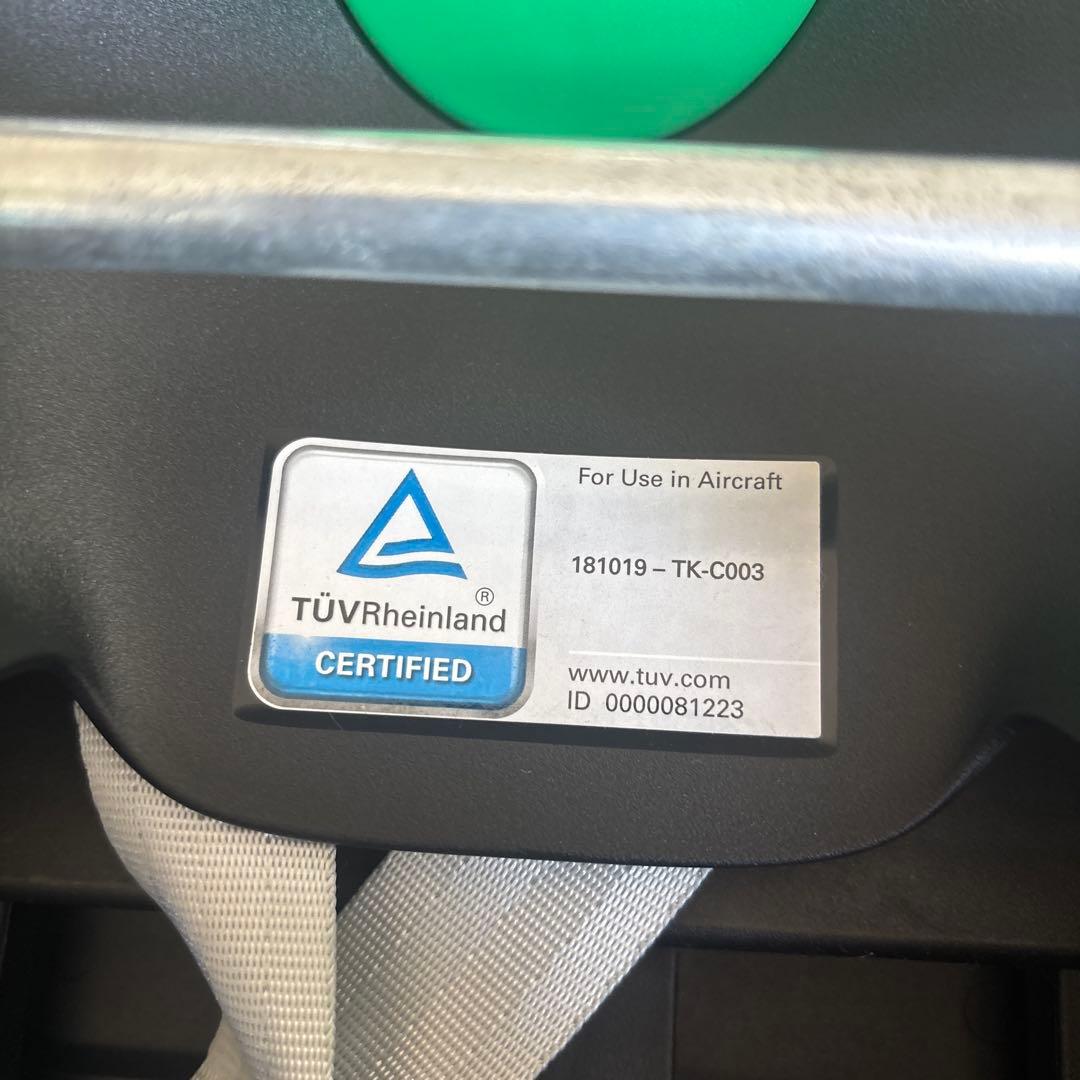 TÜVRheinland®
CERTIFIED
For Use in Aircraft
181019 – TK-C003
www.tuv.com
ID 0000081223